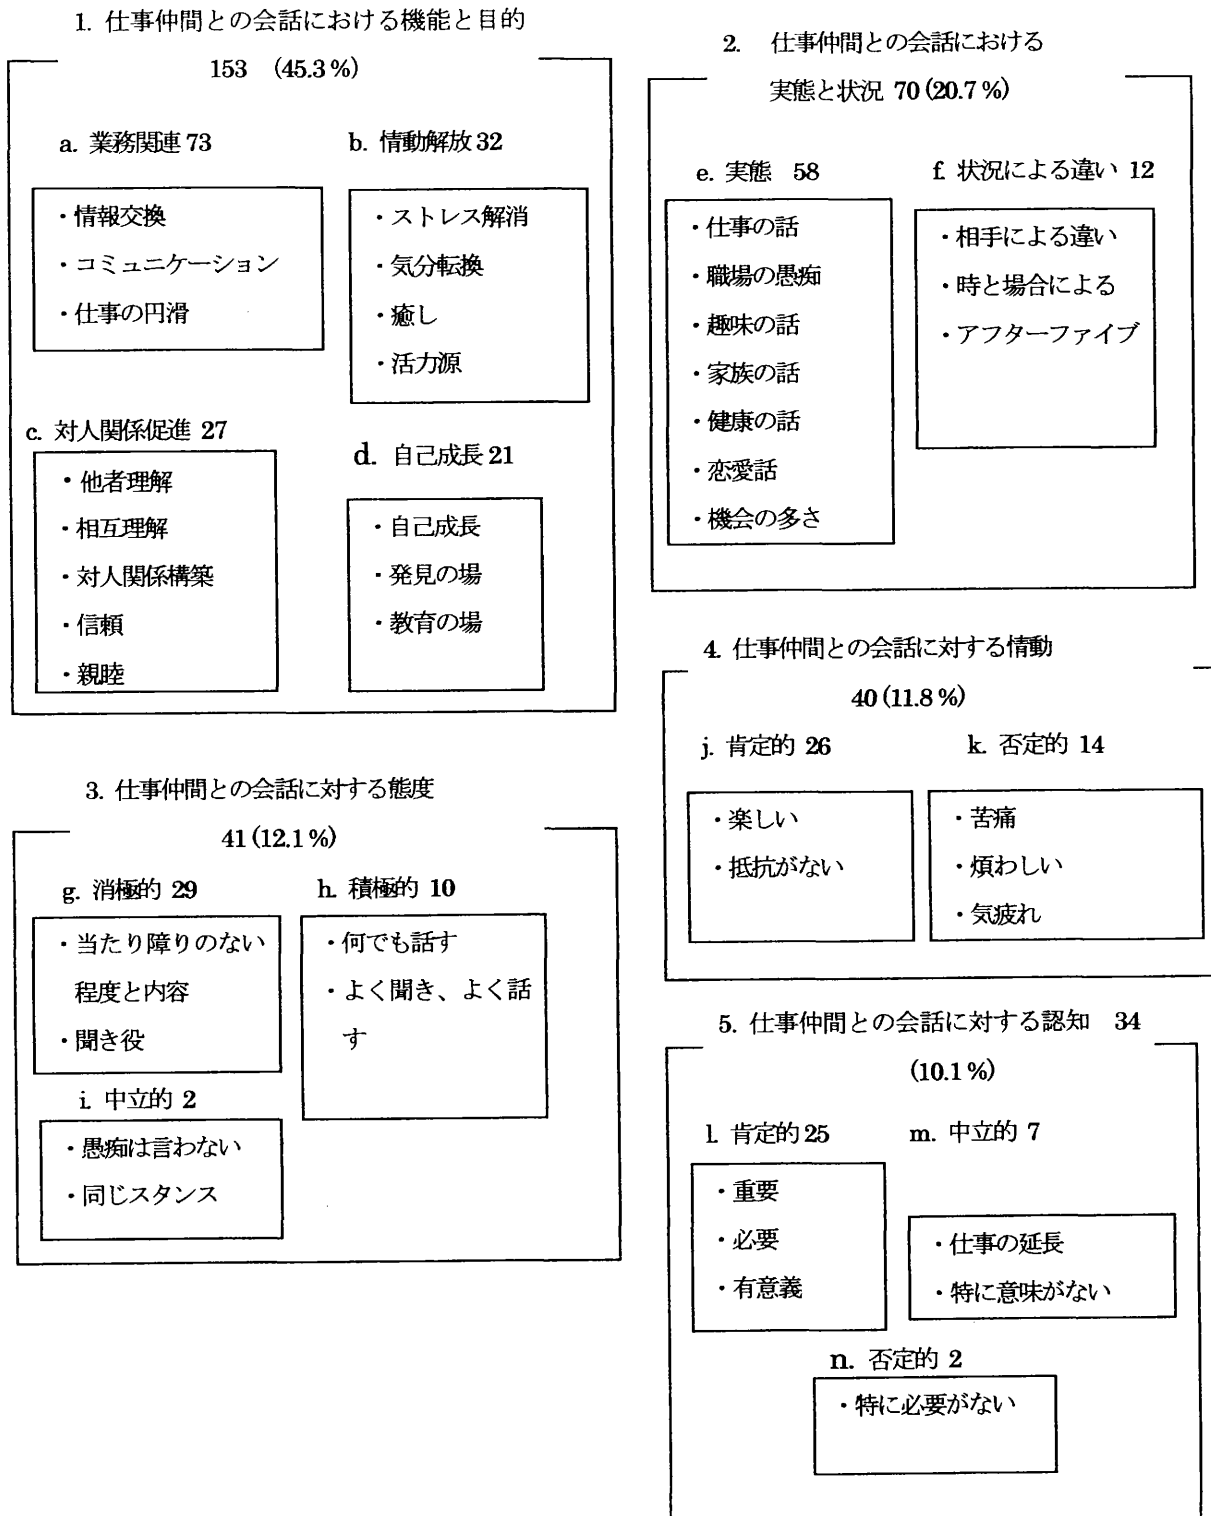 1. 仕事仲間との会話における機能と目的
153 (45.3%)
a. 業務関連 73
・情報交換
・コミュニケーション
・仕事の円滑
b. 情動解放 32
・ストレス解消
・気分転換
・癒し
・活力源
c. 対人関係促進 27
・他者理解
・相互理解
・対人関係構築
・信頼
・親睦
d. 自己成長 21
・自己成長
・発見の場
・教育の場
2. 仕事仲間との会話における
実態と状況 70 (20.7%)
e. 実態 58
・仕事の話
・職場の愚痴
・趣味の話
・家族の話
・健康の話
・恋愛話
・機会の多さ
f. 状況による違い 12
・相手による違い
・時と場合による
・アフターファイブ
3. 仕事仲間との会話に対する態度
41 (12.1%)
g. 消極的 29
・当たり障りのない
程度と内容
・聞き役
h. 積極的 10
・何でも話す
・よく聞き、よく話
す
i. 中立的 2
・愚痴は言わない
・同じスタンス
4. 仕事仲間との会話に対する情動
40 (11.8%)
j. 肯定的 26
・楽しい
・抵抗がない
k. 否定的 14
・苦痛
・煩わしい
・気疲れ
5. 仕事仲間との会話に対する認知 34
(10.1%)
l. 肯定的 25
・重要
・必要
・有意義
m. 中立的 7
・仕事の延長
・特に意味がない
n. 否定的 2
・特に必要がない